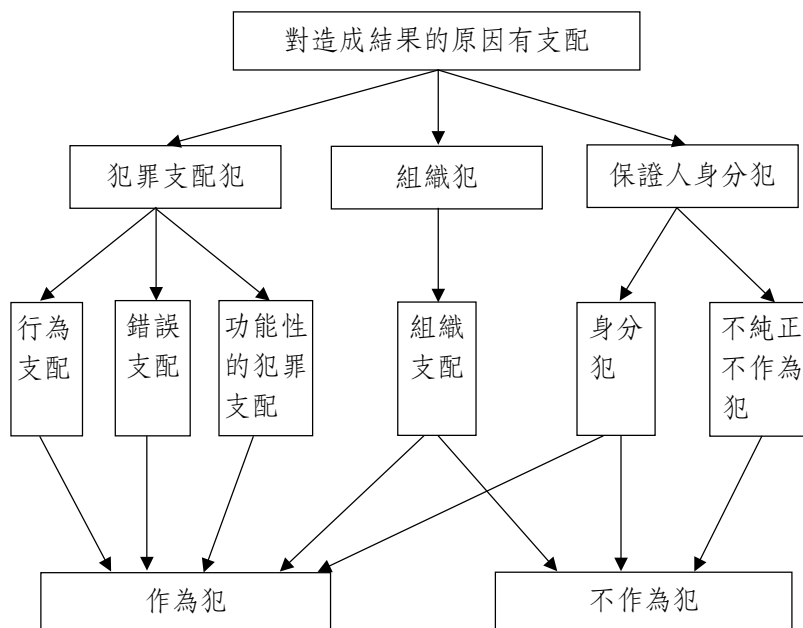 對造成結果的原因有支配
犯罪支配犯
組織犯
保證人身分犯
行為
支配
錯誤
支配
功能性
的犯罪
支配
組織
支配
身分
犯
不純正
不作為
犯
作為犯
不作為犯